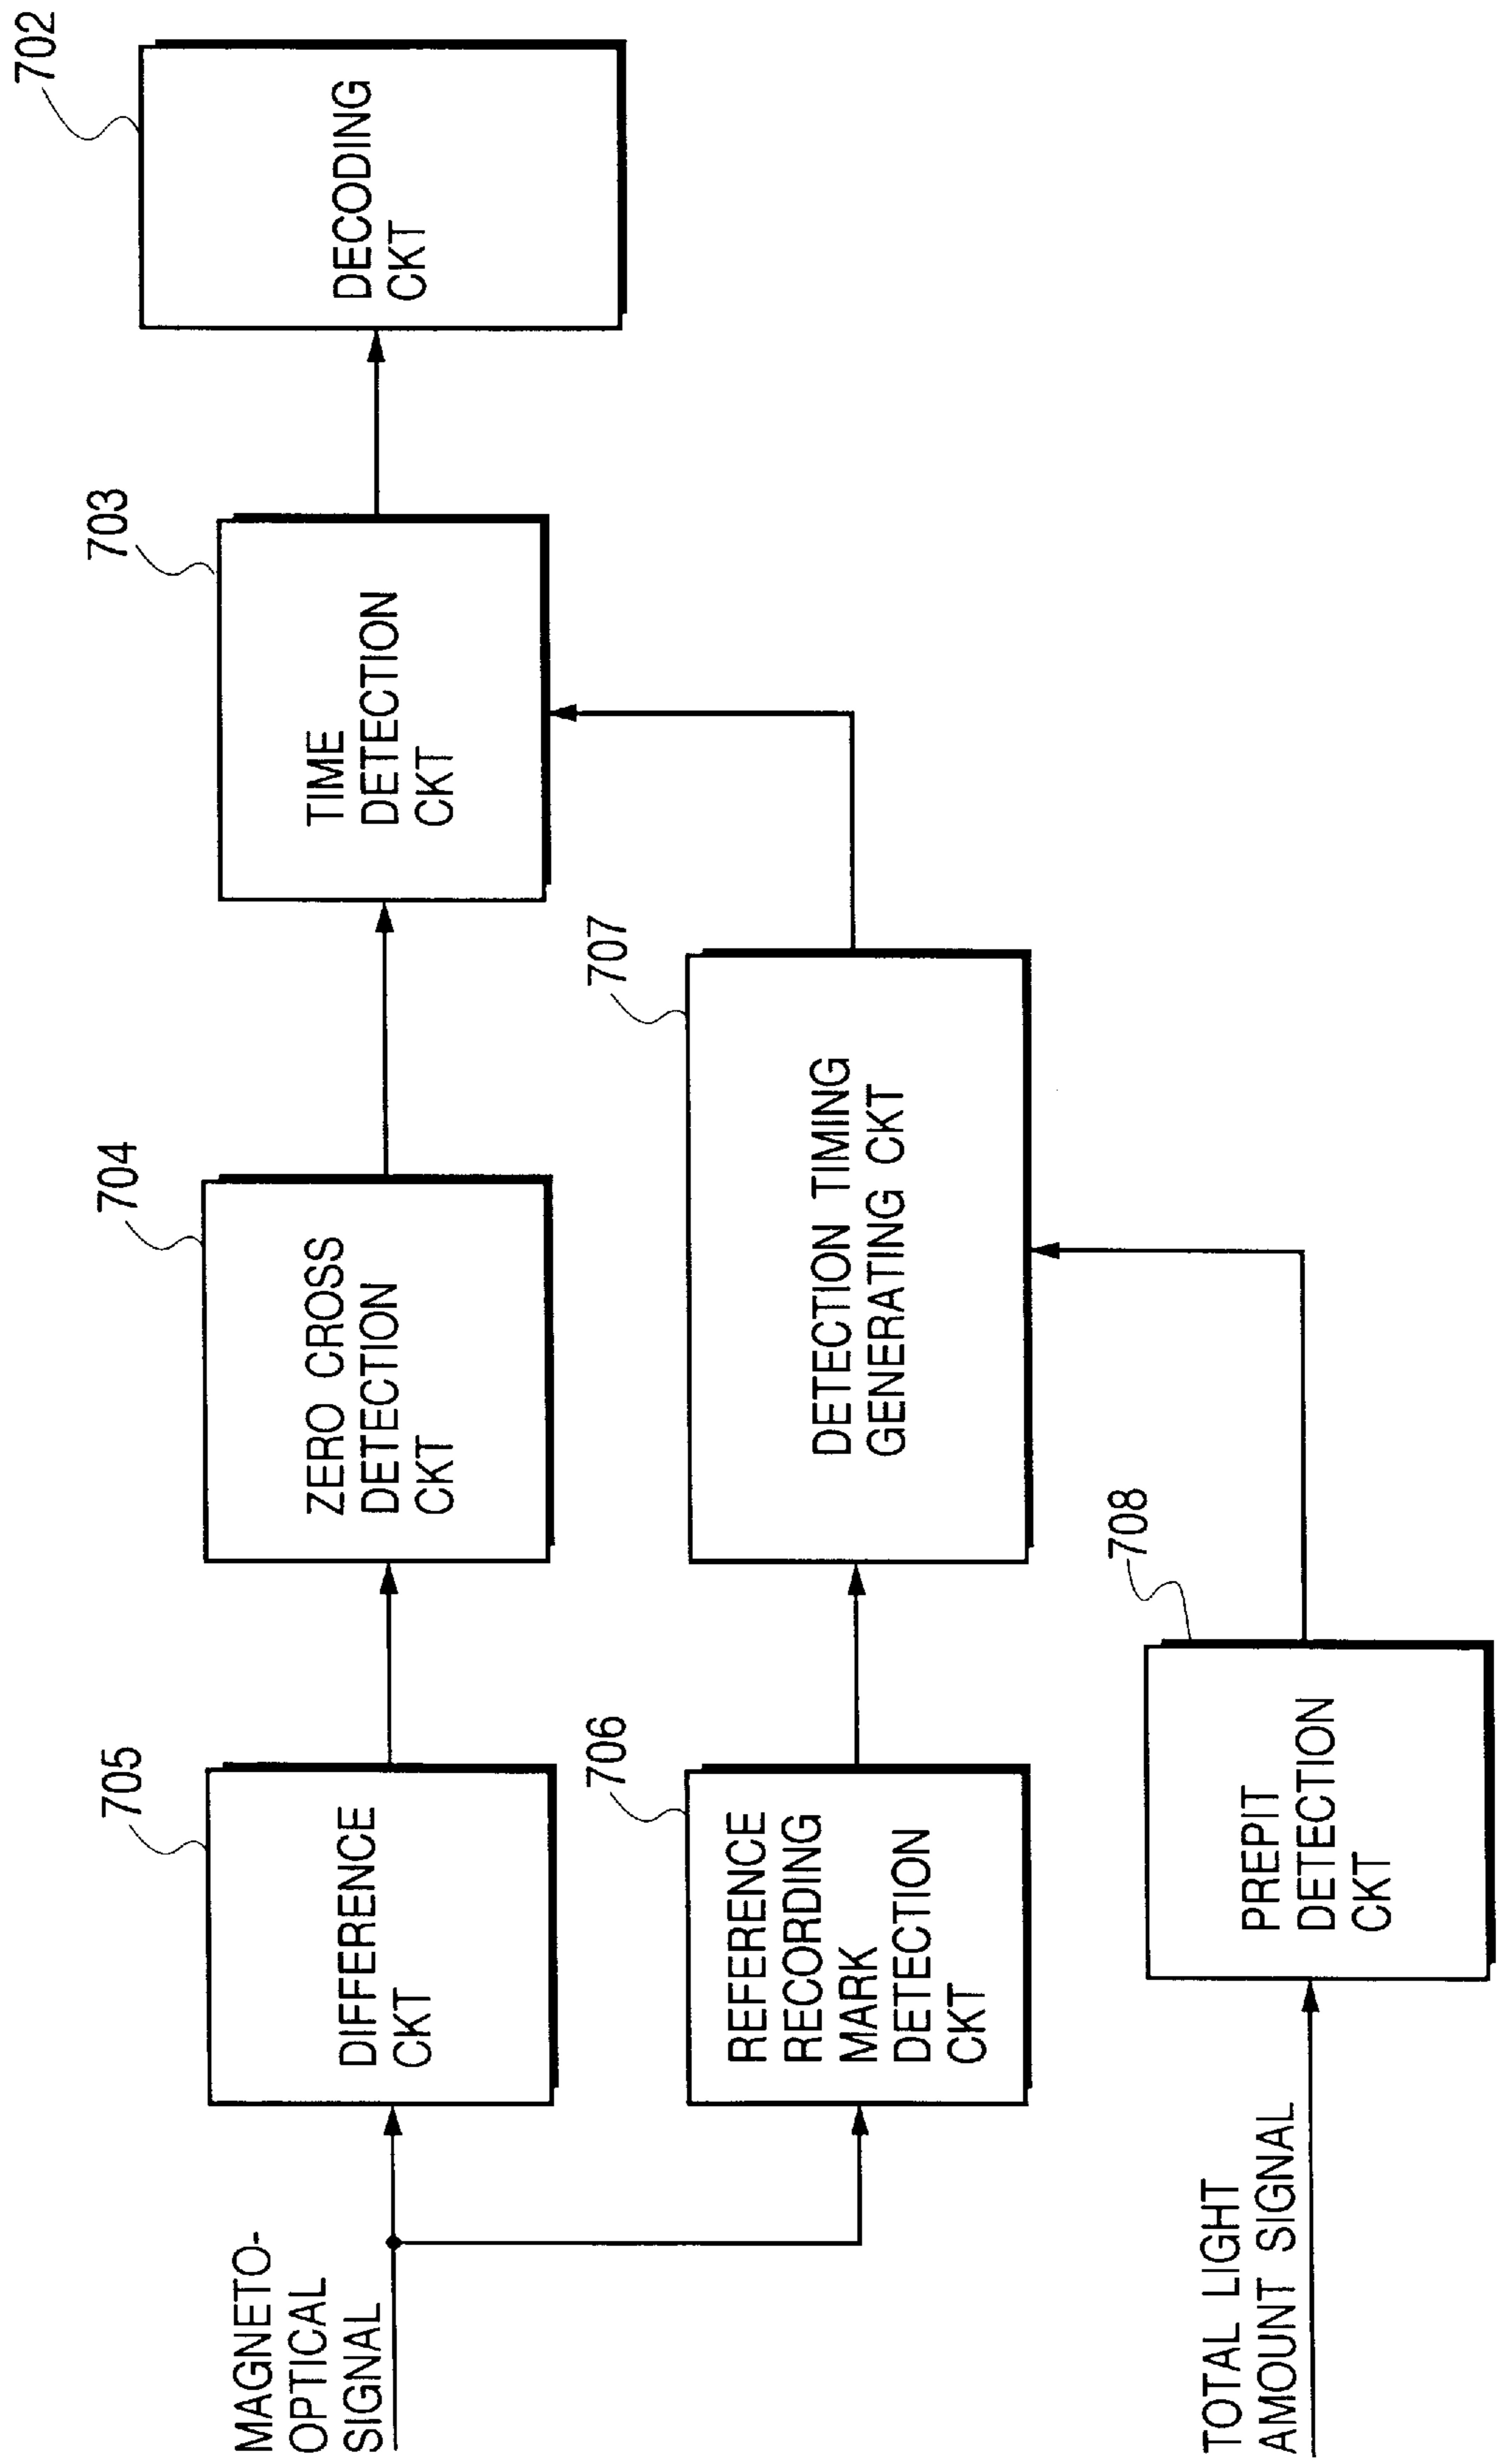 MAGNETO-
OPTICAL
SIGNAL
705
DIFFERENCE
CKT
704
ZERO CROSS
DETECTION
CKT
703
TIME
DETECTION
CKT
702
DECODING
CKT
706
REFERENCE
RECORDING
MARK
DETECTION
CKT
707
DETECTION TIMING
GENERATING CKT
TOTAL LIGHT
AMOUNT SIGNAL
708
PREPIT
DETECTION
CKT